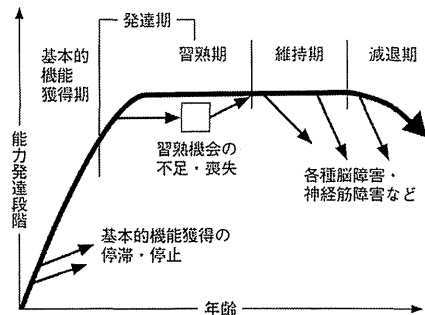 発達期
基本的
機能
獲得期
習熟期
維持期
減退期
能力発達段階
習熟機会の
不足・喪失
各種脳障害・
神経筋障害など
基本的機能獲得の
停滞・停止
年齢